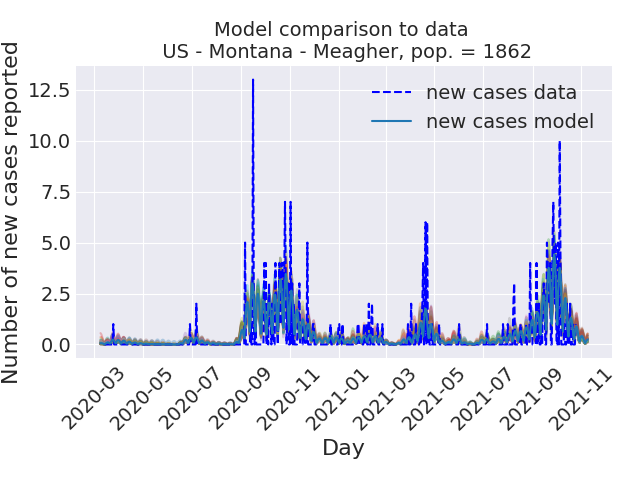 Model comparison to data
US - Montana - Meagher, pop. = 1862
Number of new cases reported
12.5
10.0
7.5
5.0
2.5
0.0
new cases data
new cases model
2020-03
2020-05
2020-07
2020-09
2020-11
2021-01
2021-03
2021-05
2021-07
2021-09
2021-11
Day